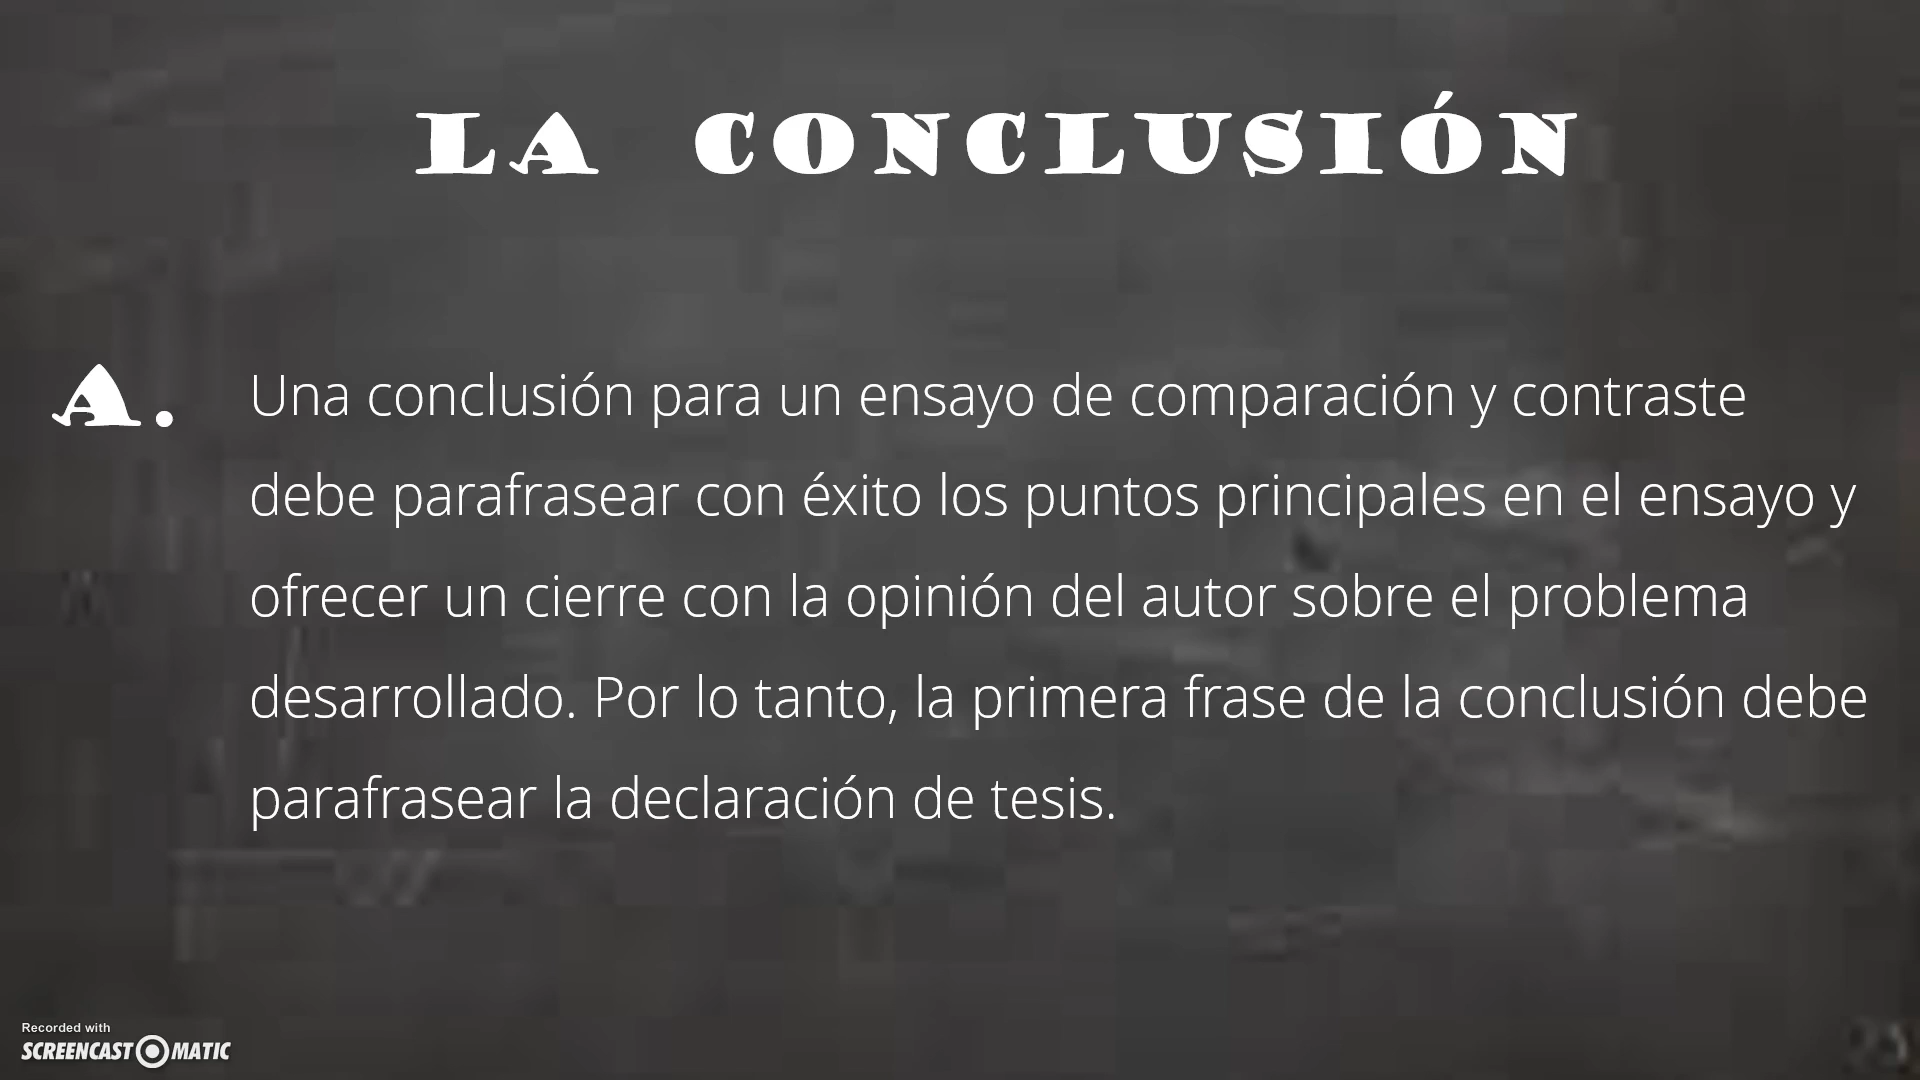 LA CONCLUSIÓN
A. Una conclusión para un ensayo de comparación y contraste
debe parafrasear con éxito los puntos principales en el ensayo y
ofrecer un cierre con la opinión del autor sobre el problema
desarrollado. Por lo tanto, la primera frase de la conclusión debe
parafrasear la declaración de tesis.
Recorded with
SCREENCAST MATIC